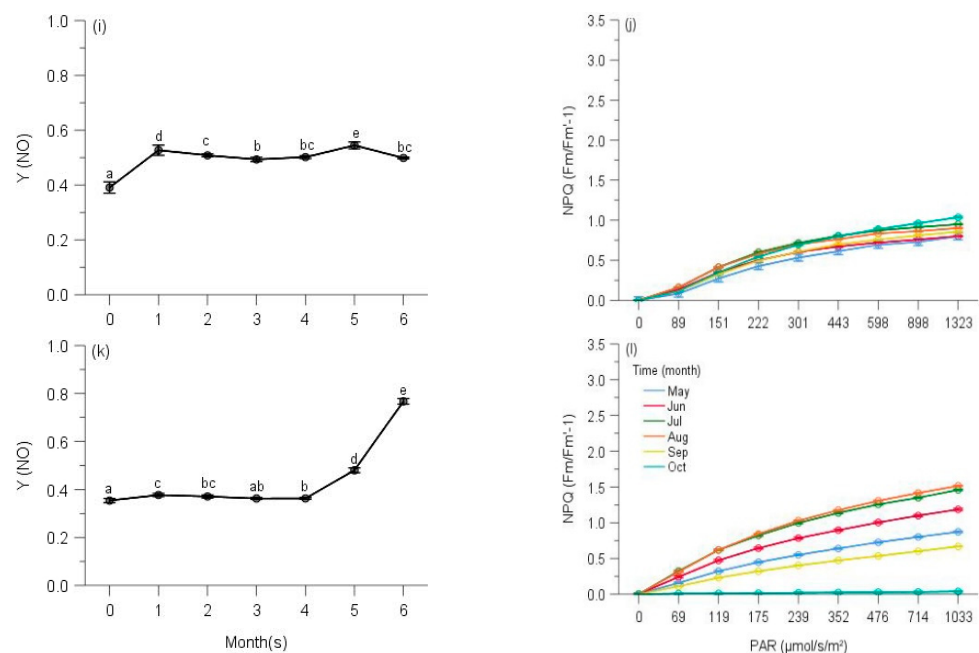 (i)
1.0
0.8
0.6
0.4
0.2
0.0
Y (NO)
a
d
c
b
bc
e
bc
0 1 2 3 4 5 6
(j)
3.5
3.0
2.5
2.0
1.5
1.0
0.5
0.0
NPQ (Fm/Fm'-1)
0 89 151 222 301 443 598 898 1323
(k)
1.0
0.8
0.6
0.4
0.2
0.0
Y (NO)
a
c
bc
ab
b
d
e
0 1 2 3 4 5 6
Month(s)
(l)
3.5
3.0
2.5
2.0
1.5
1.0
0.5
0.0
NPQ (Fm/Fm'-1)
Time (month)
May
Jun
Jul
Aug
Sep
Oct
0 69 119 175 239 352 476 714 1033
PAR (µmol/s/m²)